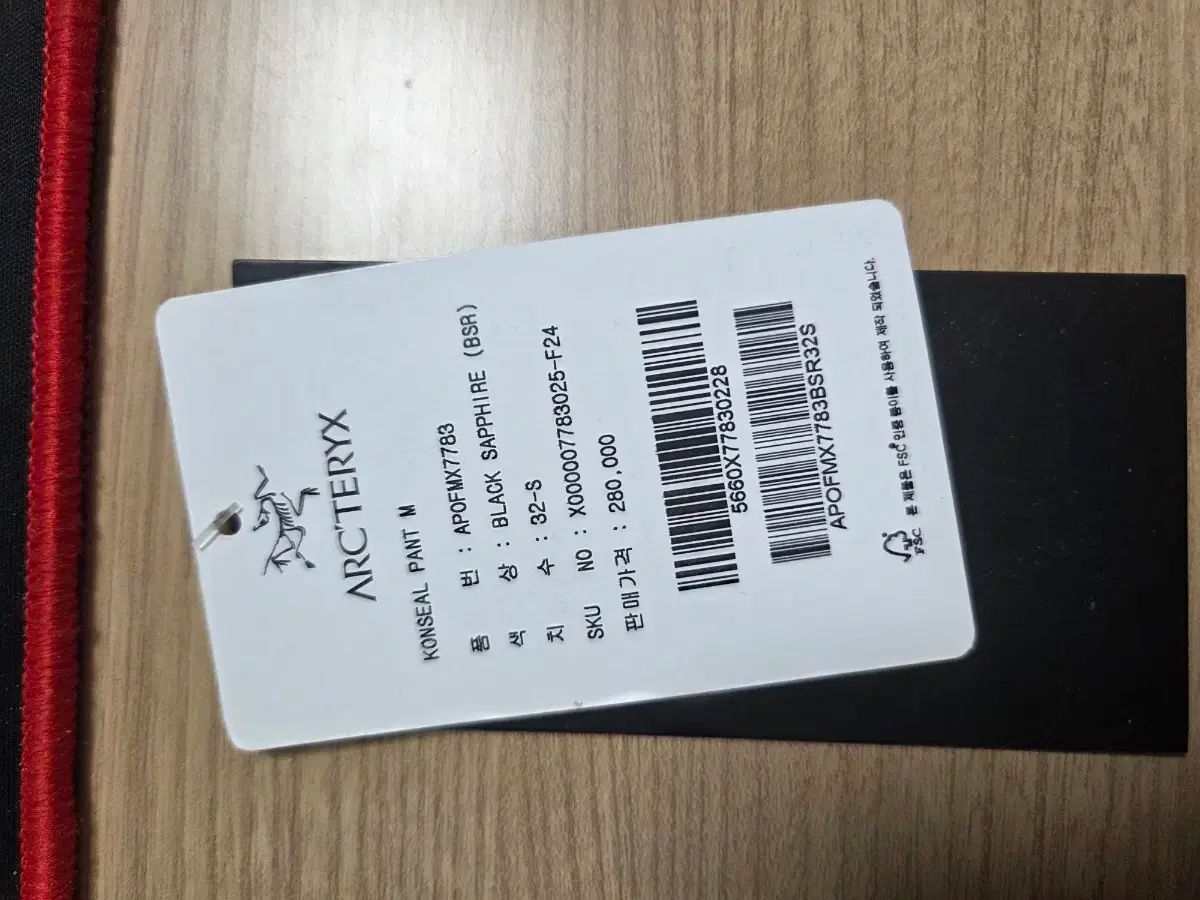 ARC'TERYX
KONSEAL PANT M
품 번 : APOFMX7783
색 상 : BLACK SAPPHIRE (BSR)
치 수 : 32-S
SKU NO : X000007783025-F24
판매가격 : 280,000
5660X77830228
APOFMX7783BSR32S
FSC 본 제품은 FSC® 인증 종이를 사용하여 제작 되었습니다.